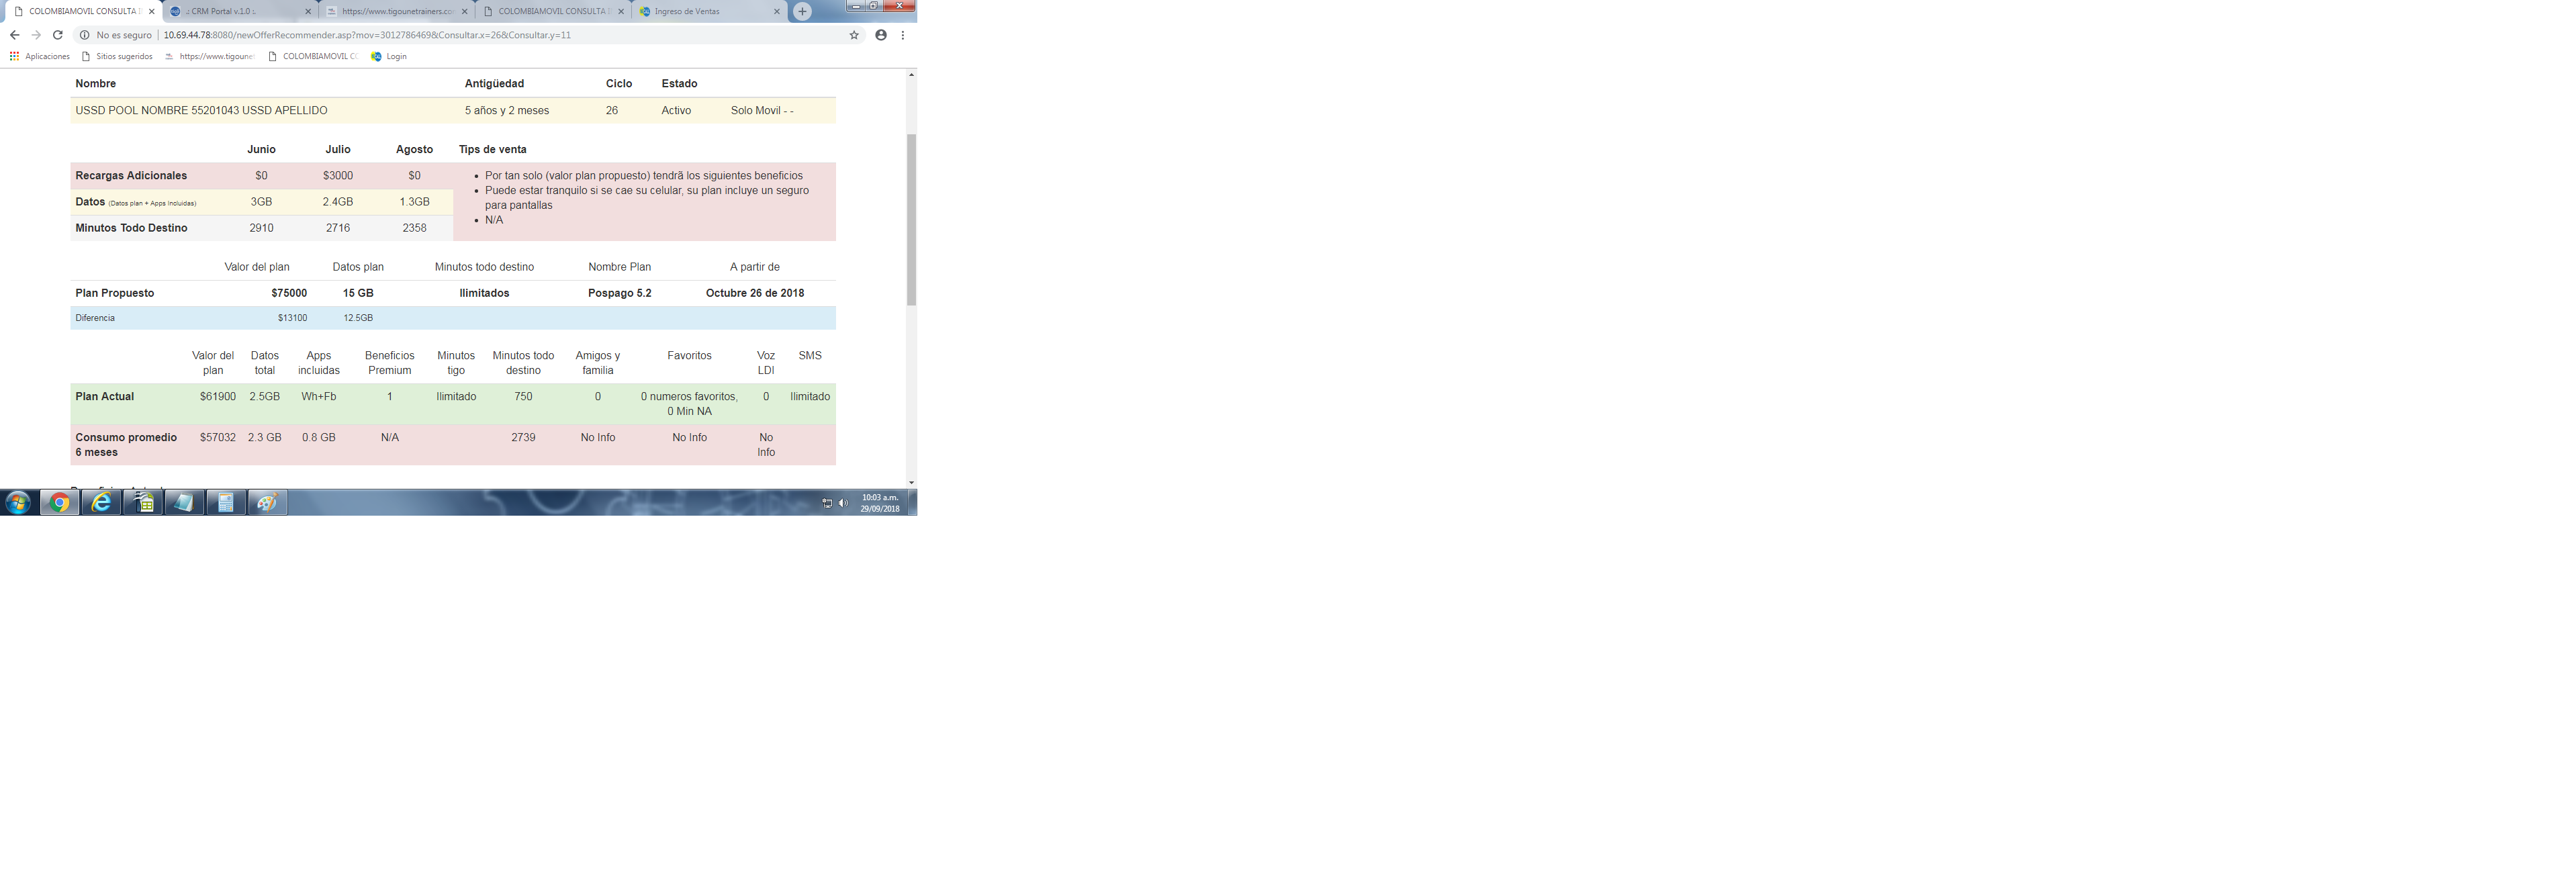 COLOMBIAMOVIL CONSULTA D
.: CRM Portal v.1.0 :.
https://www.tigounetrainers.com
COLOMBIAMOVIL CONSULTA D
Ingreso de Ventas
No es seguro | 10.69.44.78:8080/newOfferRecommender.asp?mov=3012786469&Consultar.x=26&Consultar.y=11
Aplicaciones Sitios sugeridos https://www.tigoune COLOMBIAMOVIL CO Login
Nombre Antigüedad Ciclo Estado
USSD POOL NOMBRE 55201043 USSD APELLIDO 5 años y 2 meses 26 Activo Solo Movil - -
Junio Julio Agosto Tips de venta
Recargas Adicionales $0 $3000 $0
Datos (Datos plan + Apps Incluidas) 3GB 2.4GB 1.3GB
Minutos Todo Destino 2910 2716 2358
• Por tan solo (valor plan propuesto) tendrã los siguientes beneficios
• Puede estar tranquilo si se cae su celular, su plan incluye un seguro
para pantallas
• N/A
Valor del plan Datos plan Minutos todo destino Nombre Plan A partir de
Plan Propuesto $75000 15 GB Ilimitados Pospago 5.2 Octubre 26 de 2018
Diferencia $13100 12.5GB
Valor del plan Datos total Apps incluidas Beneficios Premium Minutos tigo Minutos todo destino Amigos y familia Favoritos Voz LDI SMS
Plan Actual $61900 2.5GB Wh+Fb 1 Ilimitado 750 0 0 numeros favoritos, 0 Min NA 0 Ilimitado
Consumo promedio 6 meses $57032 2.3 GB 0.8 GB N/A 2739 No Info No Info No Info
10:03 a.m.
29/09/2018